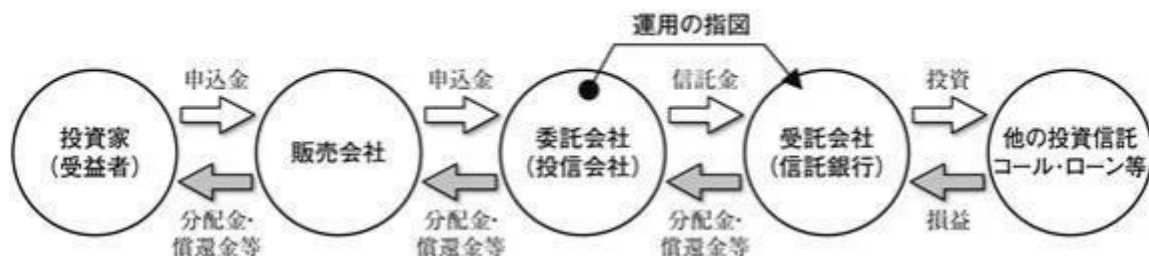 運用の指図
申込金
申込金
信託金
投資
投資家
(受益者)
販売会社
委託会社
(投信会社)
受託会社
(信託銀行)
他の投資信託
コール・ローン等
分配金・
償還金等
分配金・
償還金等
分配金・
償還金等
損益